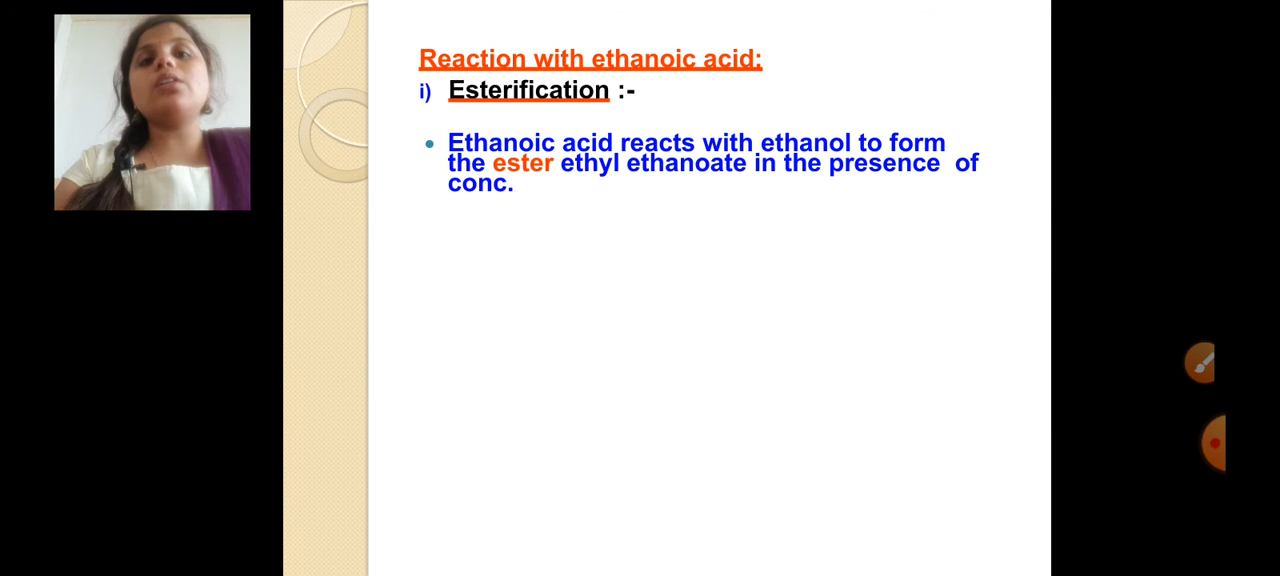 Reaction with ethanoic acid:
i) Esterification :-
• Ethanoic acid reacts with ethanol to form
the ester ethyl ethanoate in the presence of
conc.